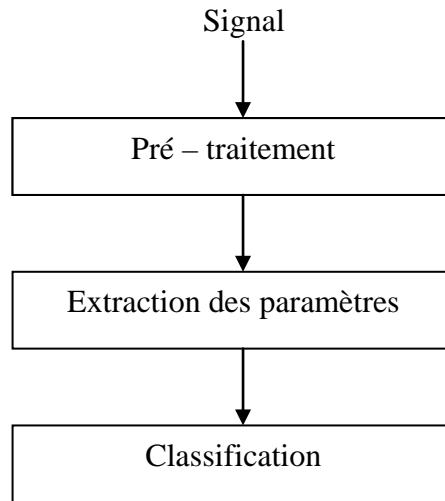 Signal
Pré – traitement
Extraction des paramètres
Classification